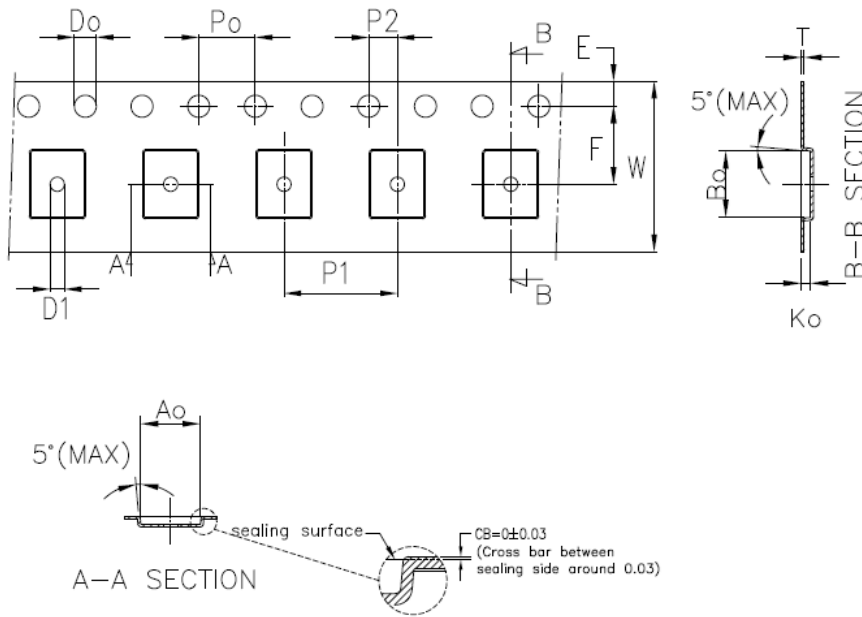 Do
Po
P2
B
E
T
5°(MAX)
F
W
Bo
B-B SECTION
A
A
P1
D1
B
Ko
Ao
5°(MAX)
sealing surface
CB=0±0.03
(Cross bar between
sealing side around 0.03)
A-A SECTION